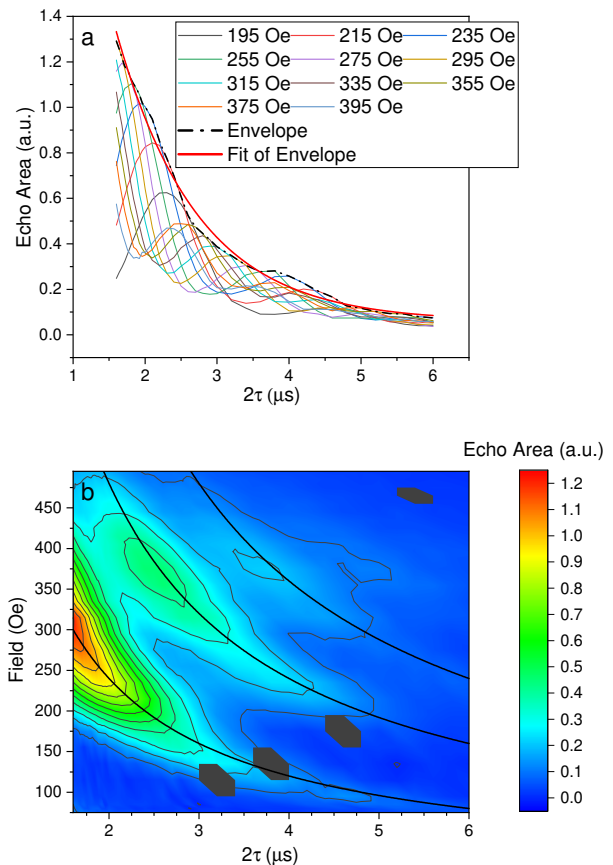 a
195 Oe 215 Oe 235 Oe
255 Oe 275 Oe 295 Oe
315 Oe 335 Oe 355 Oe
375 Oe 395 Oe
Envelope
Fit of Envelope
1.4
1.2
1.0
0.8
0.6
0.4
0.2
0.0
Echo Area (a.u.)
1 2 3 4 5 6
2τ (μs)
Echo Area (a.u.)
b
450
400
350
300
250
200
150
100
Field (Oe)
2 3 4 5 6
2τ (μs)
1.2
1.1
1.0
0.9
0.8
0.7
0.6
0.5
0.4
0.3
0.2
0.1
0.0